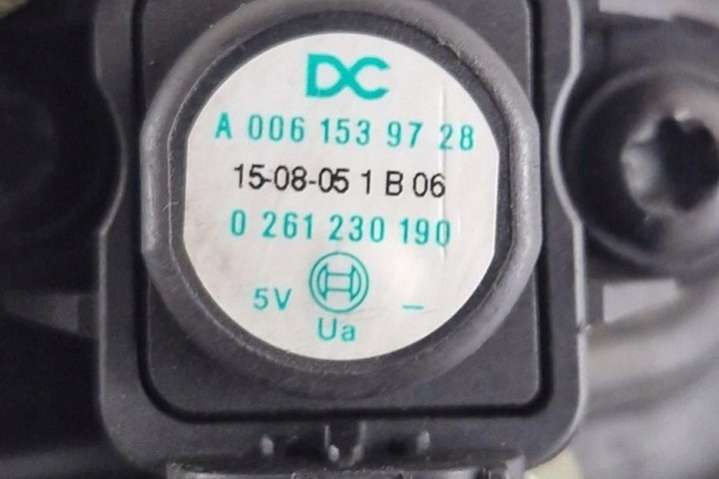 DC
A 006 153 97 28
15-08-05 1 B 06
0 261 230 190
5V –
Ua